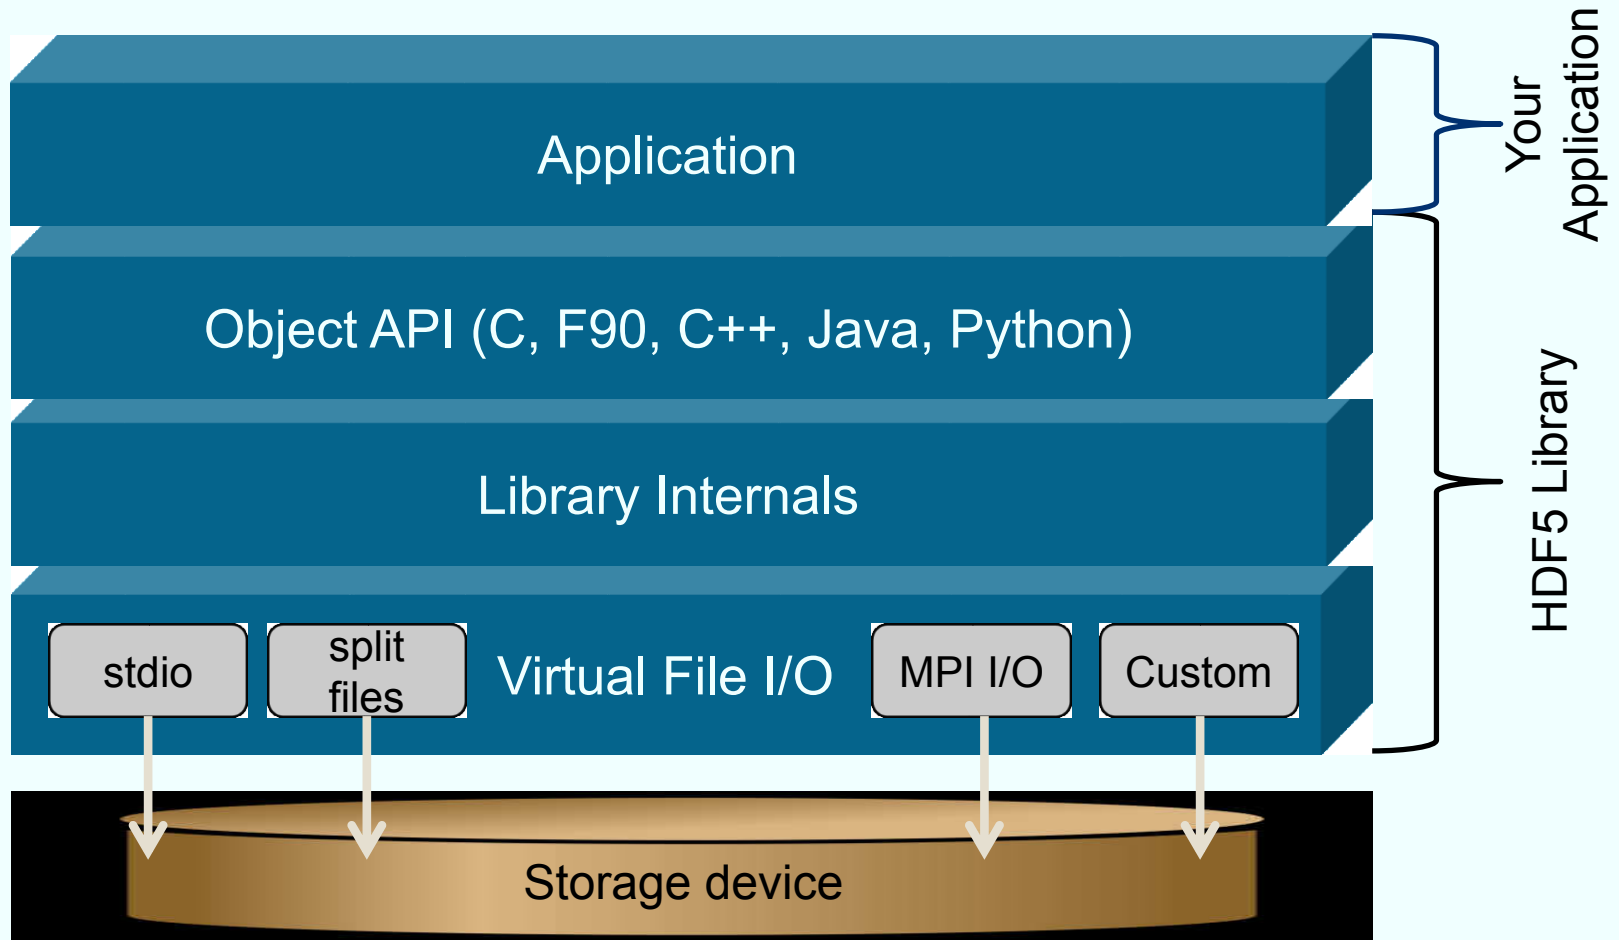 Application
Your
Application
Object API (C, F90, C++, Java, Python)
Library Internals
HDF5 Library
stdio
split
files
Virtual File I/O
MPI I/O
Custom
Storage device